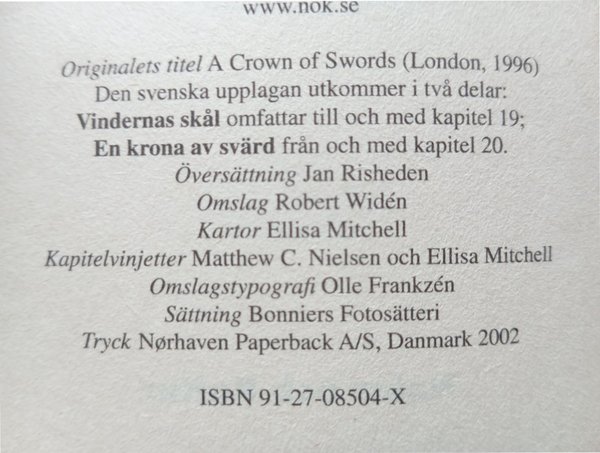 www.nok.se
Originalets titel A Crown of Swords (London, 1996)
Den svenska upplagan utkommer i två delar:
Vindernas skål omfattar till och med kapitel 19;
En krona av svärd från och med kapitel 20.
Översättning Jan Risheden
Omslag Robert Widén
Kartor Ellisa Mitchell
Kapitelvinjetter Matthew C. Nielsen och Ellisa Mitchell
Omslagstypografi Olle Frankzén
Sättning Bonniers Fotosätteri
Tryck Nørhaven Paperback A/S, Danmark 2002
ISBN 91-27-08504-X